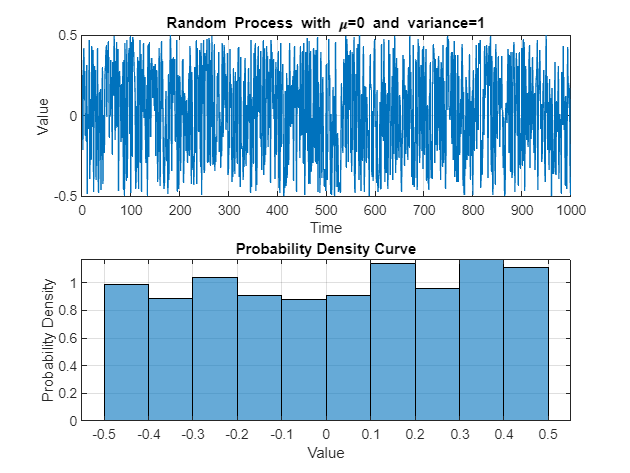 Random Process with μ=0 and variance=1
0.5
0
-0.5
Value
0 100 200 300 400 500 600 700 800 900 1000
Time
Probability Density Curve
1
0.8
0.6
0.4
0.2
0
Probability Density
-0.5 -0.4 -0.3 -0.2 -0.1 0 0.1 0.2 0.3 0.4 0.5
Value